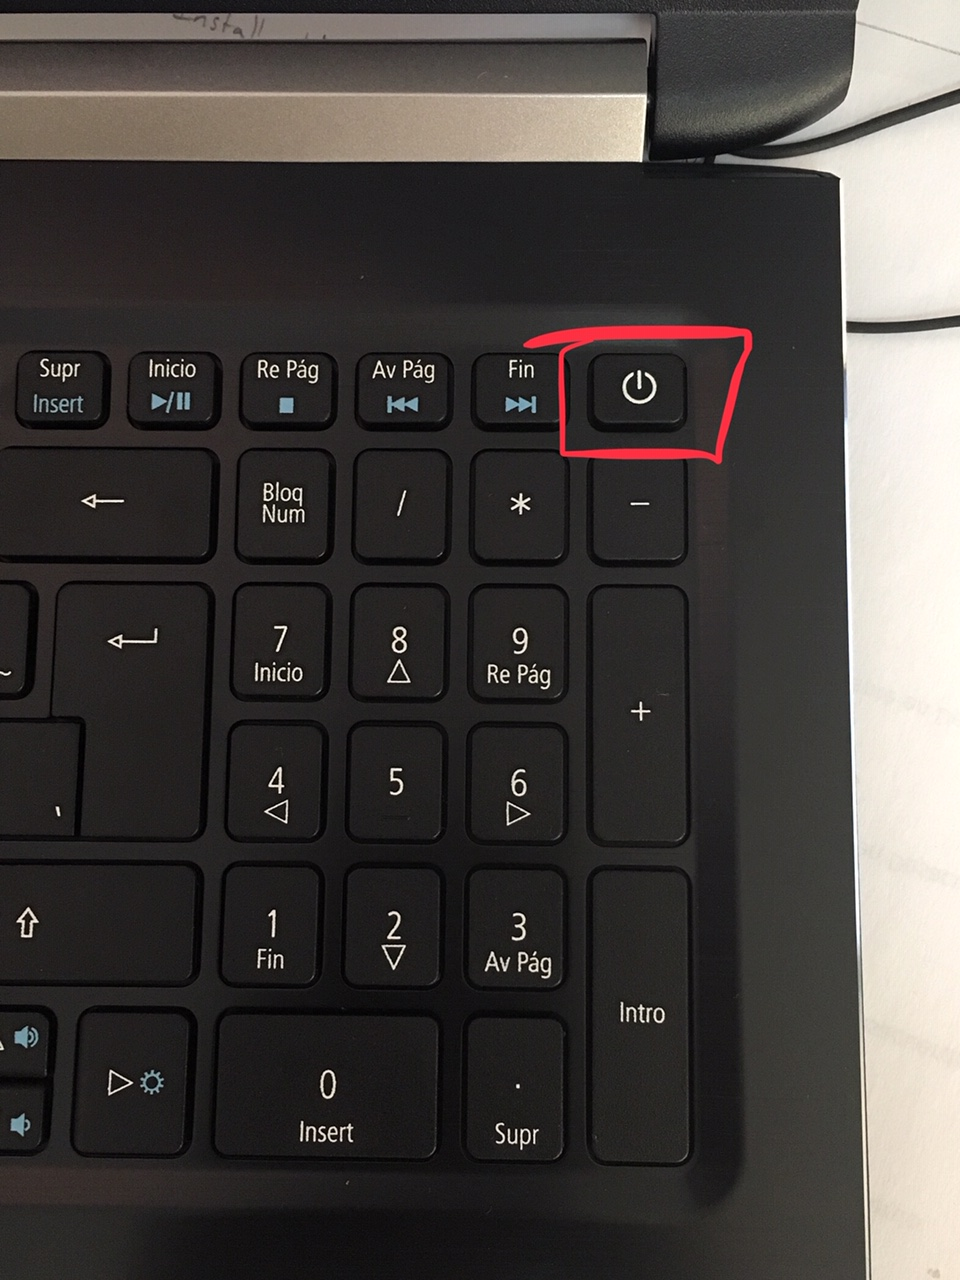 Install
Supr
Insert
Inicio
Re Pág
Av Pág
Fin
Bloq
Num
/
*
-
7
Inicio
8
9
Re Pág
+
4
5
6
1
Fin
2
3
Av Pág
Intro
0
Insert
.
Supr